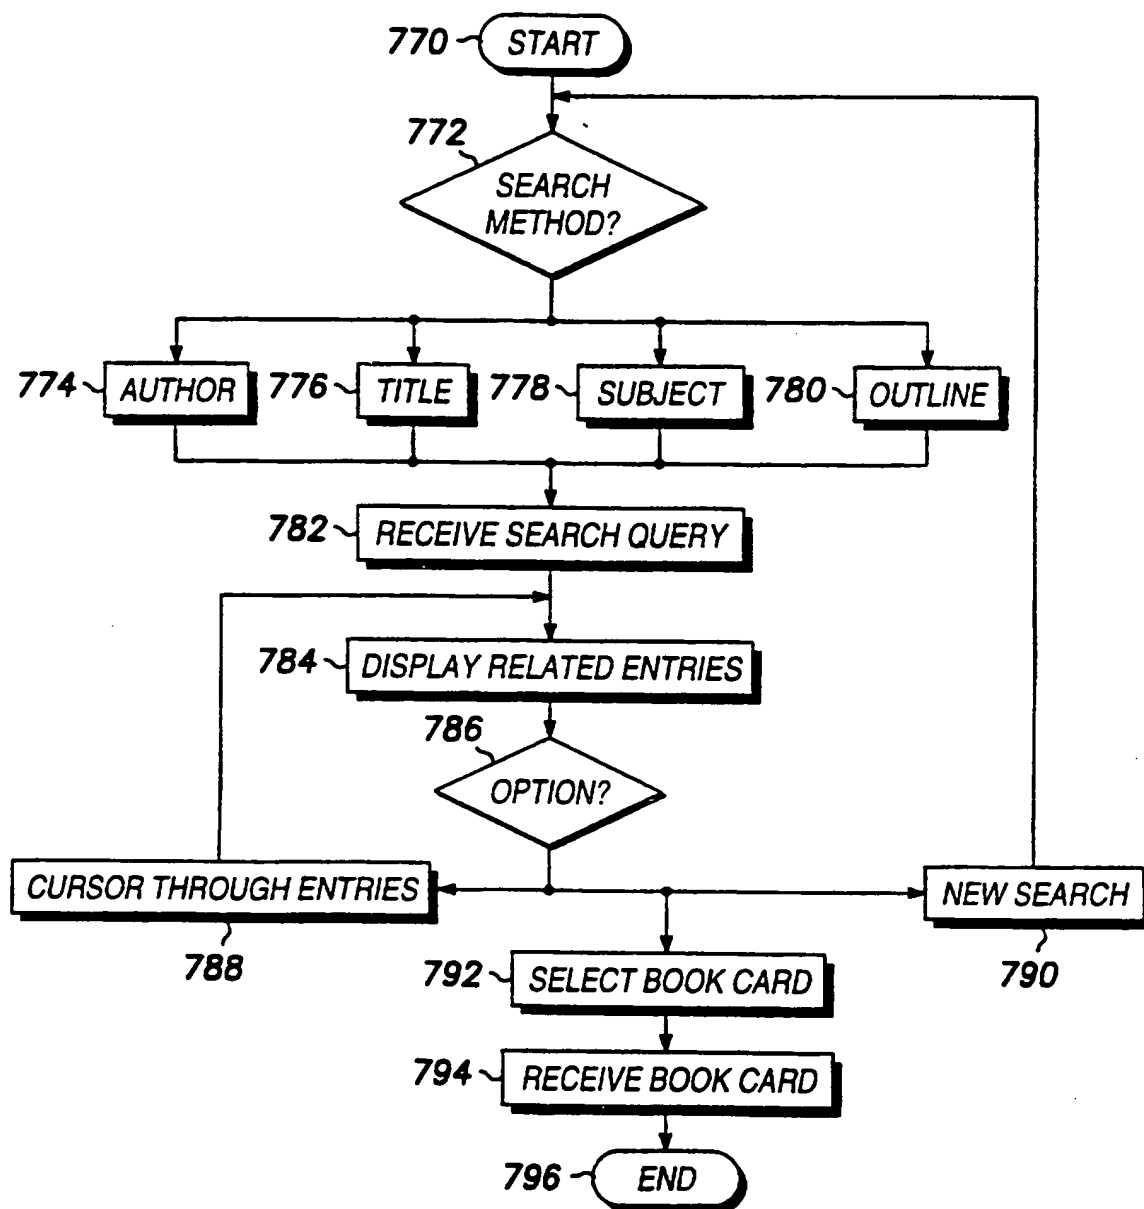 770 START
772
SEARCH
METHOD?
774 AUTHOR 776 TITLE 778 SUBJECT 780 OUTLINE
782 RECEIVE SEARCH QUERY
784 DISPLAY RELATED ENTRIES
786
OPTION?
CURSOR THROUGH ENTRIES NEW SEARCH
788 790
792 SELECT BOOK CARD
794 RECEIVE BOOK CARD
796 END